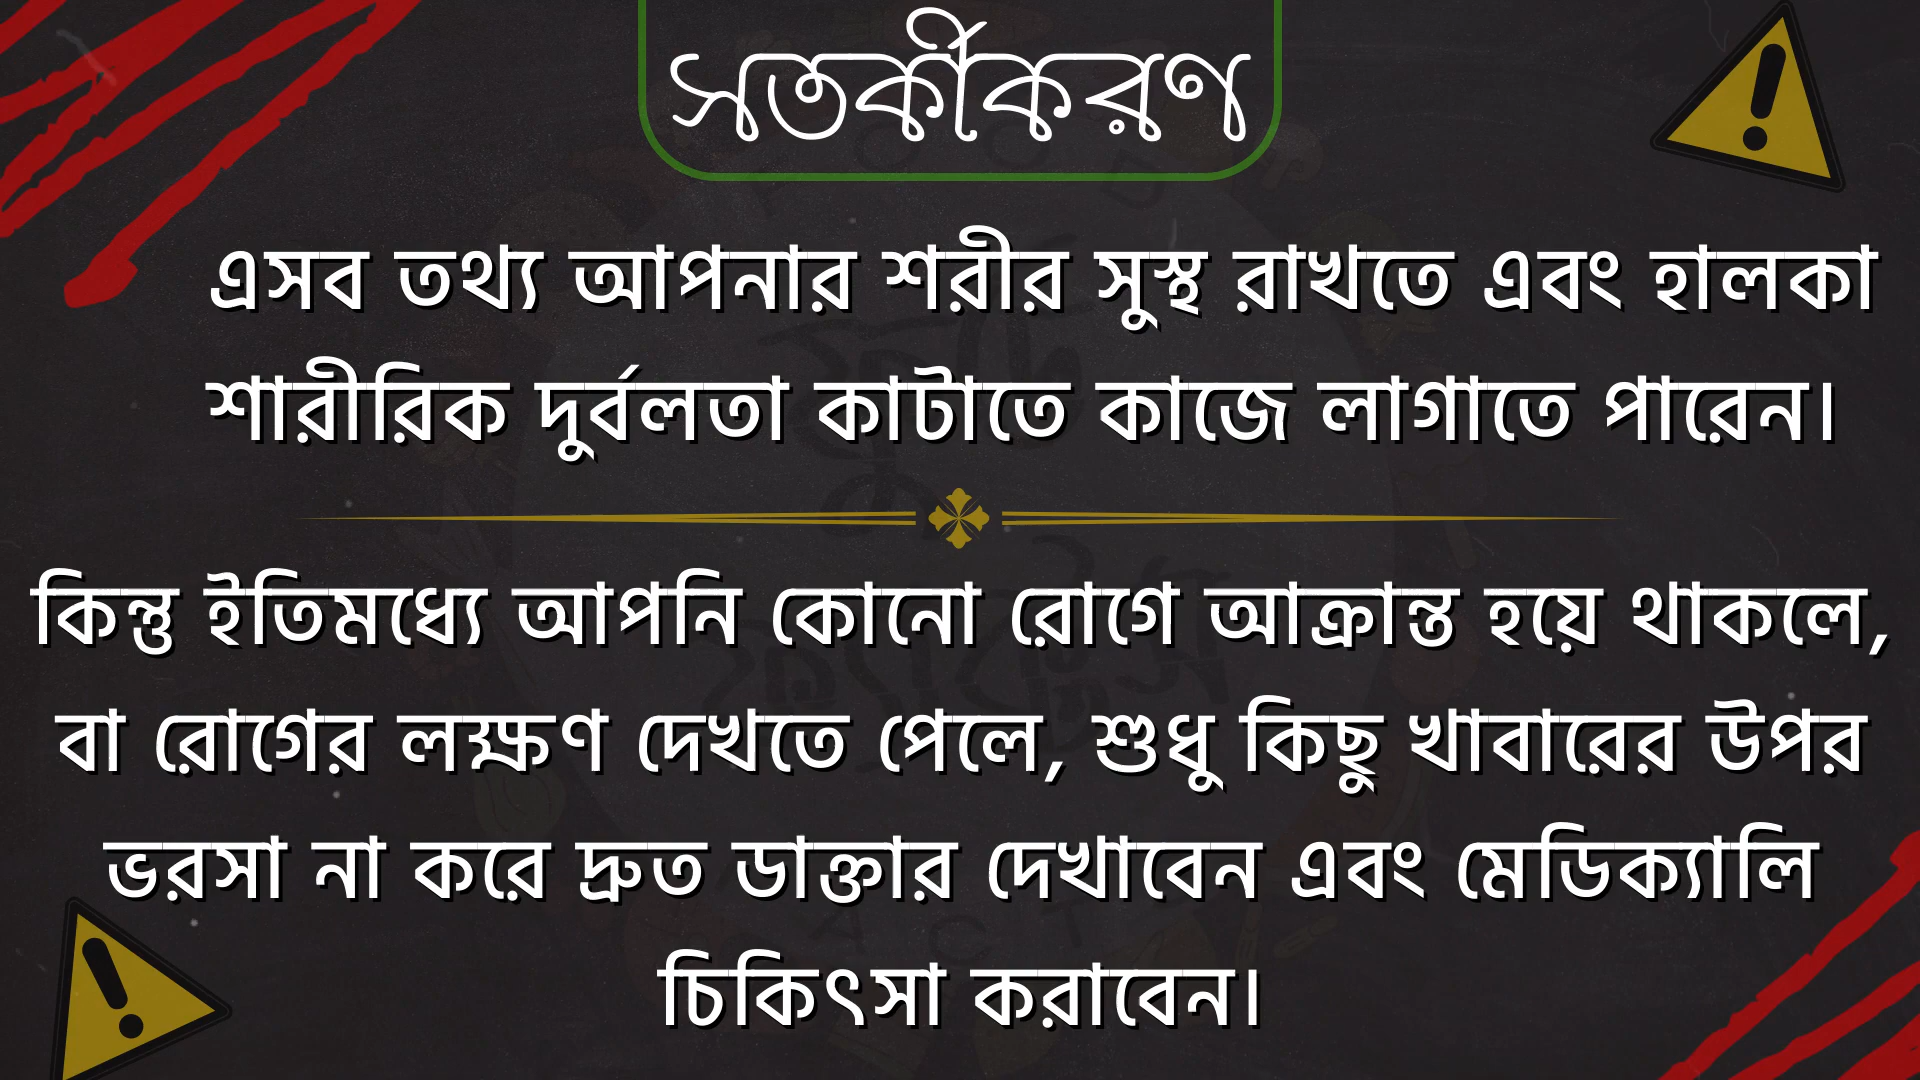 সতর্কীকরণ
এসব তথ্য আপনার শরীর সুস্থ রাখতে এবং হালকা
শারীরিক দুর্বলতা কাটাতে কাজে লাগাতে পারেন।
কিন্তু ইতিমধ্যে আপনি কোনো রোগে আক্রান্ত হয়ে থাকলে,
বা রোগের লক্ষণ দেখতে পেলে, শুধু কিছু খাবারের উপর
ভরসা না করে দ্রুত ডাক্তার দেখাবেন এবং মেডিক্যালি
চিকিৎসা করাবেন।